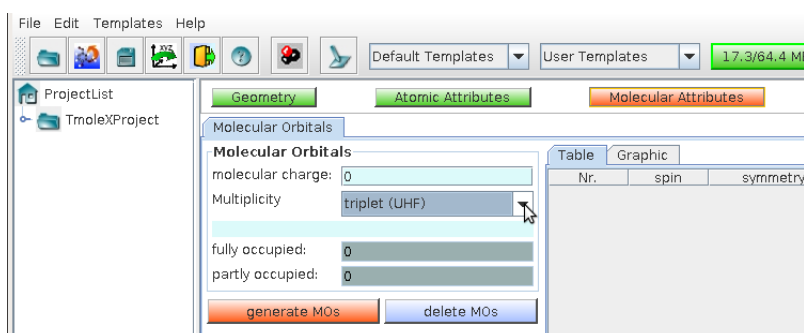 File Edit Templates Help
Default Templates User Templates 17.3/64.4 M
ProjectList
TmoleXProject
Geometry Atomic Attributes Molecular Attributes
Molecular Orbitals
Molecular Orbitals
molecular charge: 0
Multiplicity triplet (UHF)
fully occupied: 0
partly occupied: 0
generate MOs delete MOs
Table Graphic
Nr. spin symmetry